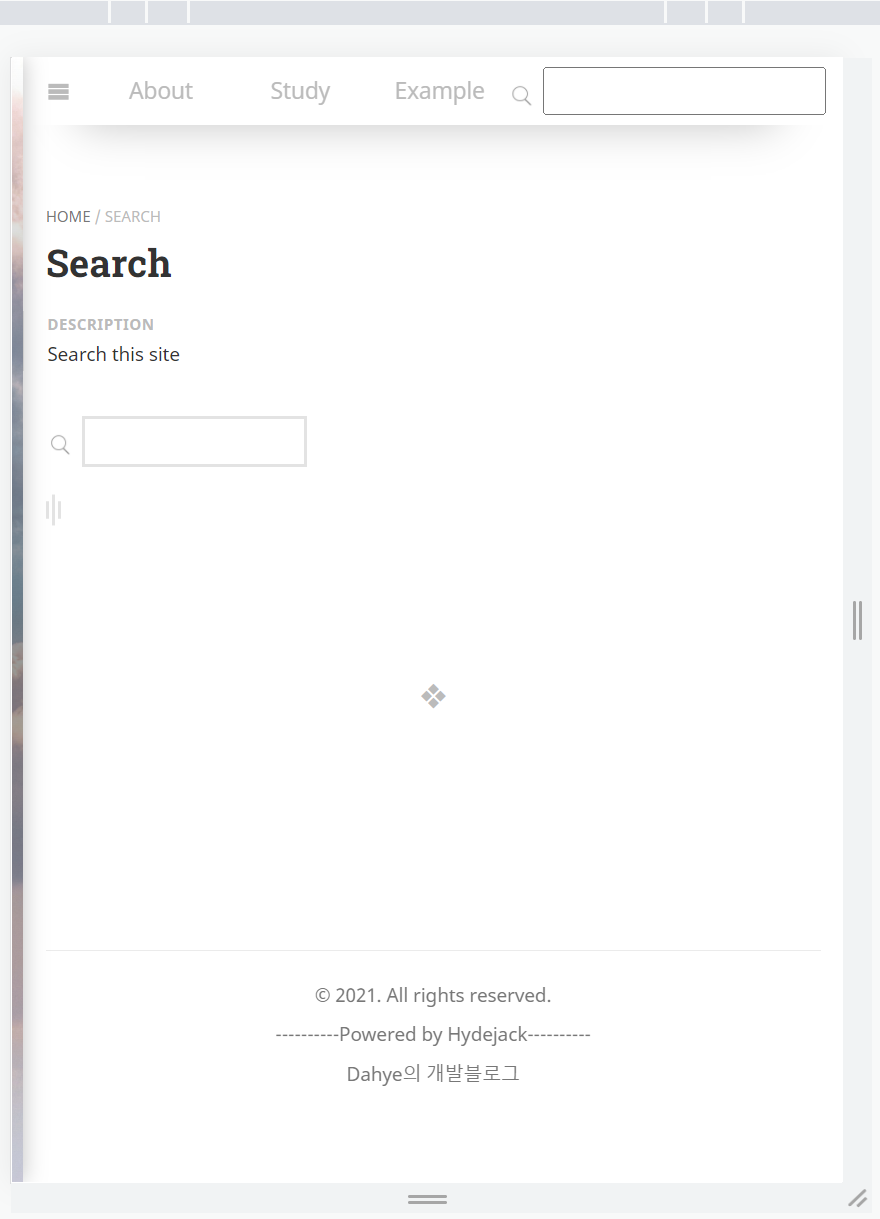 About Study Example
HOME / SEARCH
Search
DESCRIPTION
Search this site
© 2021. All rights reserved.
----------Powered by Hydejack----------
Dahye의 개발블로그